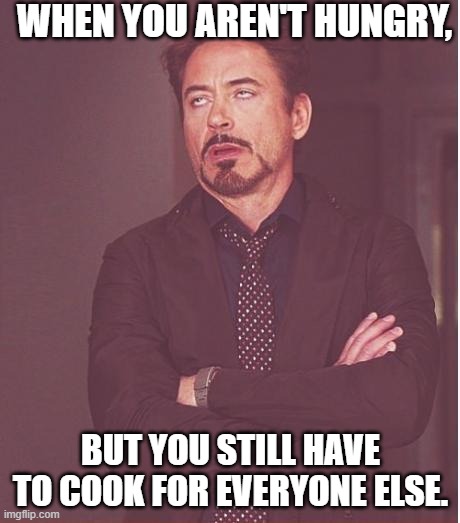 WHEN YOU AREN'T HUNGRY,
BUT YOU STILL HAVE
TO COOK FOR EVERYONE ELSE.
imgflip.com